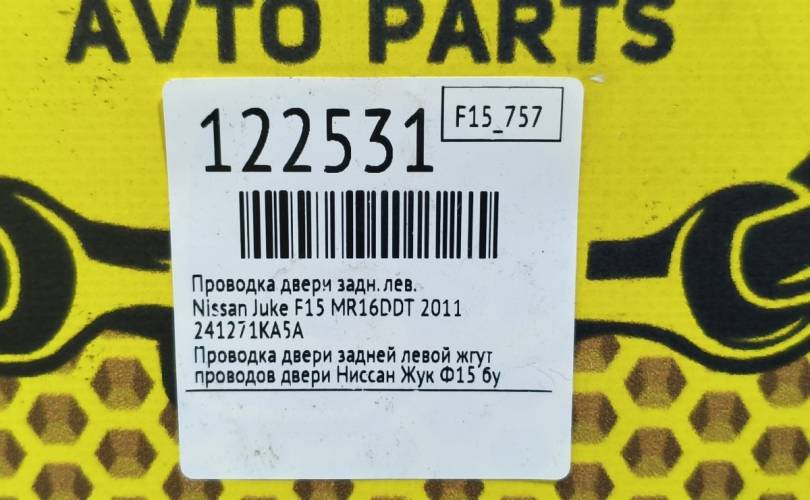 AVTO PARTS
122531
F15_757
Проводка двери задн. лев.
Nissan Juke F15 MR16DDT 2011
241271KA5A
Проводка двери задней левой жгут
проводов двери Ниссан Жук Ф15 бу